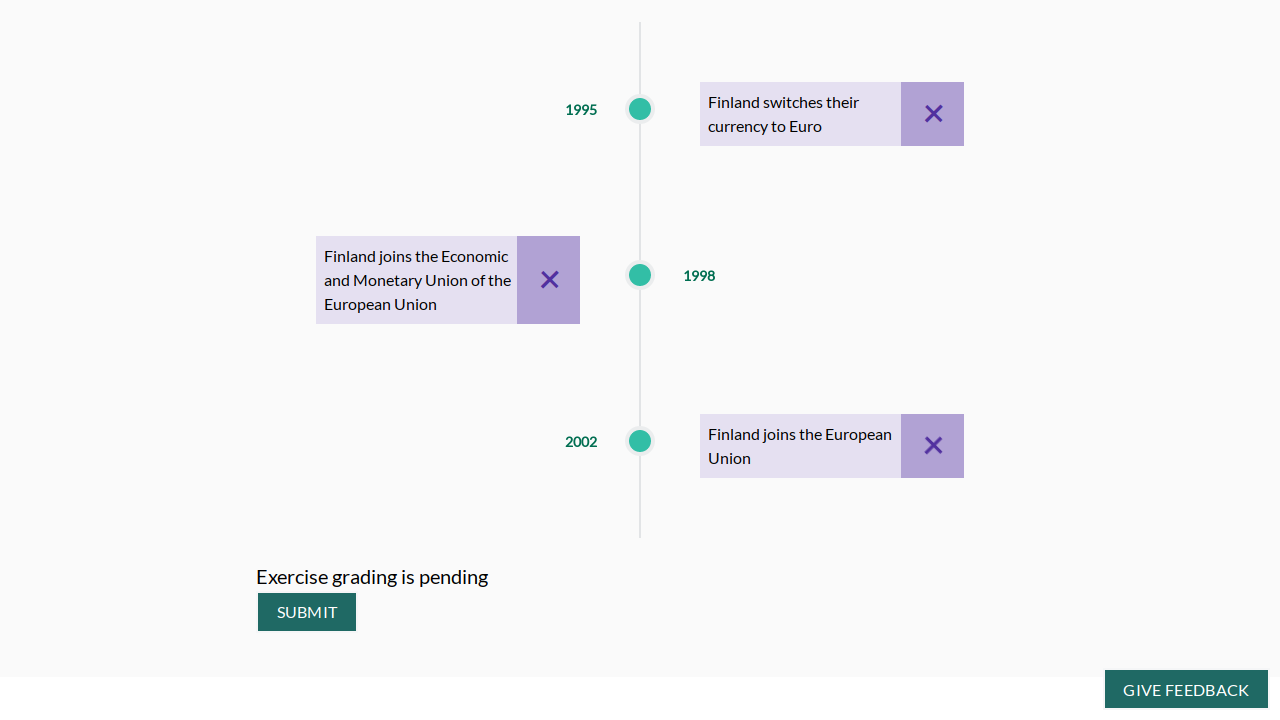 1995
Finland switches their
currency to Euro
Finland joins the Economic
and Monetary Union of the
European Union
1998
2002
Finland joins the European
Union
Exercise grading is pending
SUBMIT
GIVE FEEDBACK